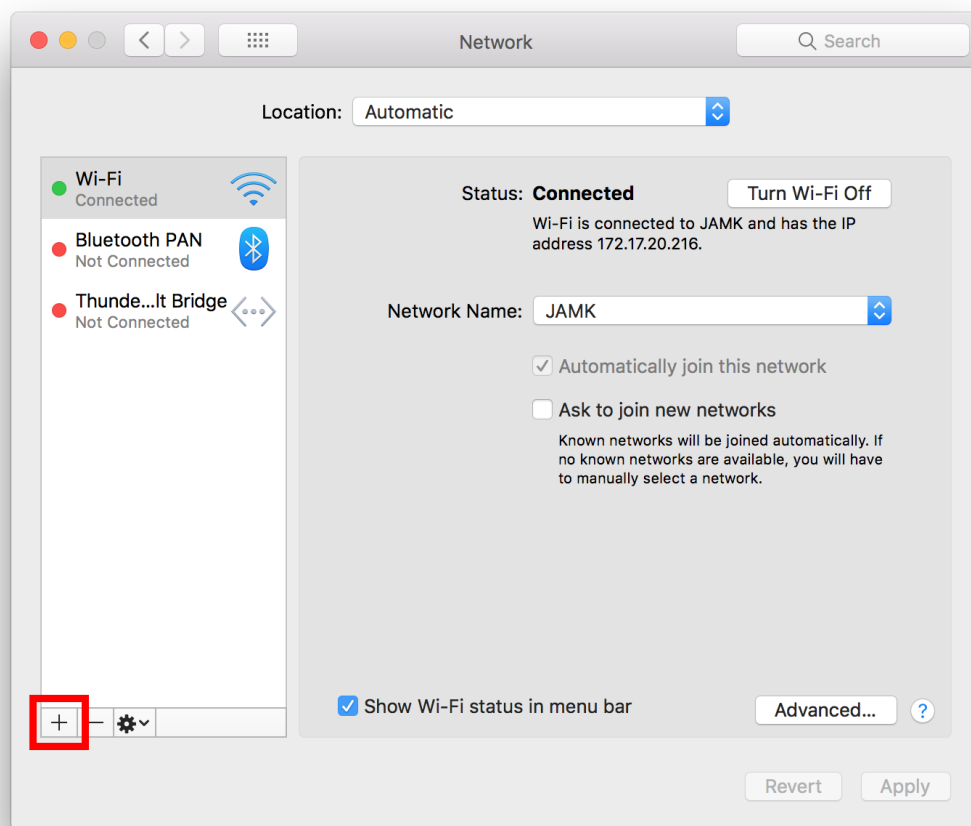 Network
Search
Location: Automatic
Wi-Fi
Connected
Bluetooth PAN
Not Connected
Thunde...lt Bridge
Not Connected
Status: Connected
Turn Wi-Fi Off
Wi-Fi is connected to JAMK and has the IP
address 172.17.20.216.
Network Name: JAMK
Automatically join this network
Ask to join new networks
Known networks will be joined automatically. If
no known networks are available, you will have
to manually select a network.
Show Wi-Fi status in menu bar
Advanced...
?
Revert
Apply